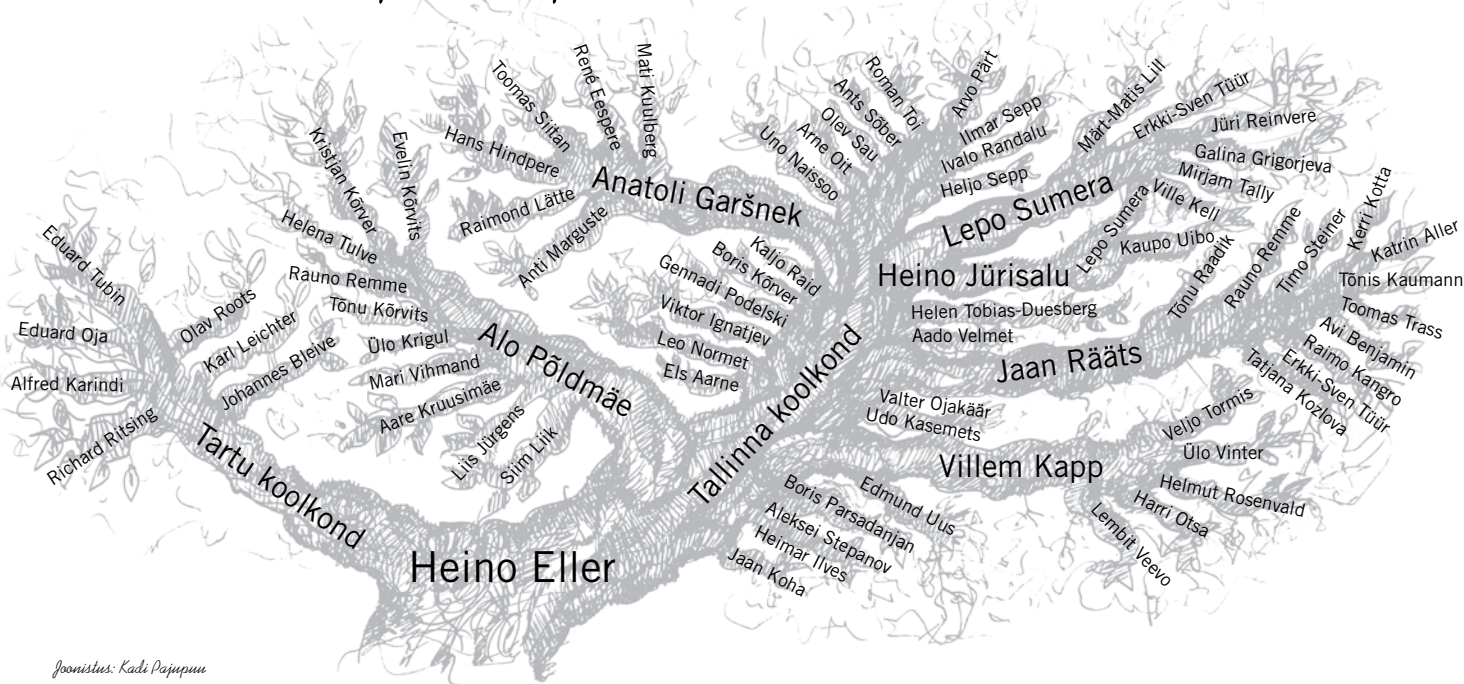 Eduard Tubin
Eduard Oja
Alfred Karindi
Richard Ritsing
Olav Roots
Karl Leichter
Johannes Bleive
Tartu koolkond
Heino Eller
Kristian Kõrver
Evelin Kõrvits
Helena Tulve
Rauno Remme
Tõnu Kõrvits
Ülo Krigul
Mari Vihmand
Aare Kruusimäe
Liis Jürgens
Siim Liik
Alo Põldmäe
Toomas Siitan
René Eespere
Mati Kuulberg
Hans Hindpere
Raimond Lätte
Anti Marguste
Anatoli Garšnek
Kaljo Raid
Boris Kõrver
Gennadi Podelski
Viktor Ignatjev
Leo Normet
Els Aarne
Tallinna koolkond
Uno Naissoo
Arne Oit
Olev Sau
Ants Sõber
Roman Toi
Arvo Pärt
Ilmar Sepp
Ivalo Randalu
Heljo Sepp
Lepo Sumera
Märt-Matis Lill
Erkki-Sven Tüür
Jüri Reinvere
Galina Grigorjeva
Mirjam Tally
Ville Kell
Kaupo Uibo
Lepo Sumera
Heino Jürisalu
Helen Tobias-Duesberg
Aado Velmet
Jaan Rääts
Tõnu Raadik
Rauno Remme
Timo Steiner
Kerri Kotta
Katrin Aller
Tõnis Kaumann
Toomas Trass
Avi Benjamin
Raimo Kangro
Erkki-Sven Tüür
Tatjana Kozlova
Valter Ojakäär
Udo Kasemets
Villem Kapp
Veljo Tormis
Ülo Vinter
Helmut Rosenvald
Harri Otsa
Lembit Veevo
Edmund Uus
Boris Parsadanjan
Aleksei Stepanov
Heimar Ilves
Jaan Koha
Joonistus: Kadi Pajupuu